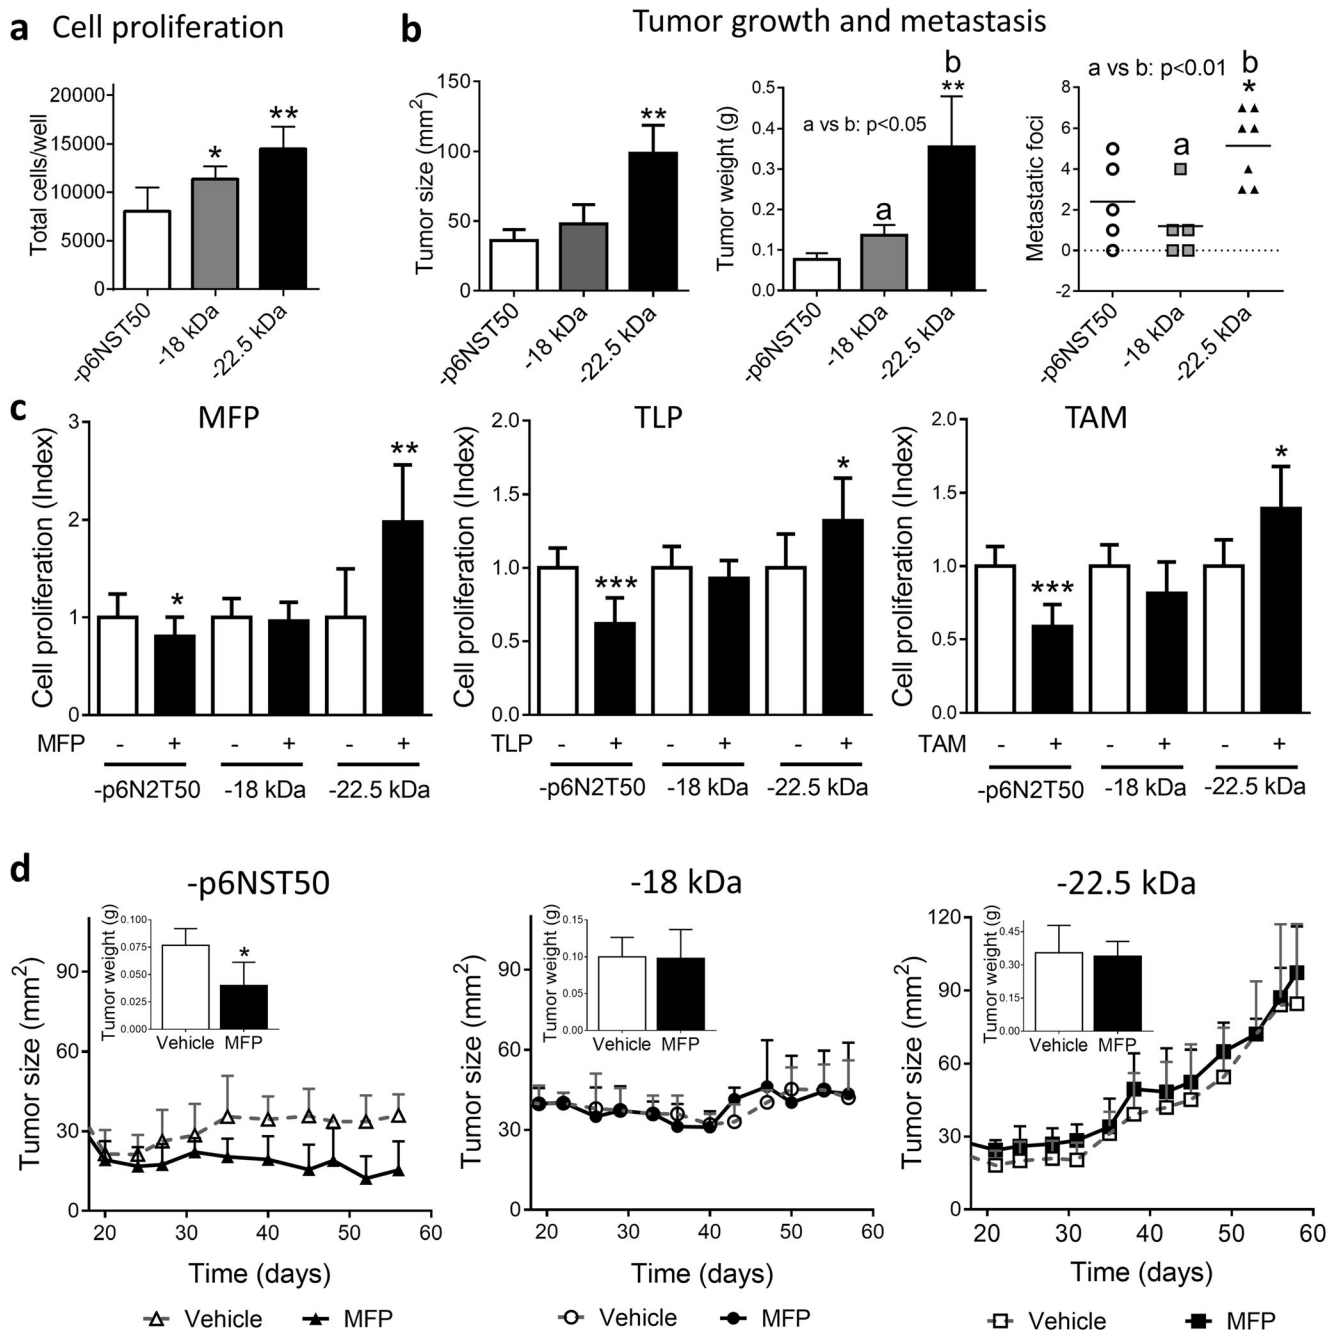 a Cell proliferation
Total cells/well
20000
15000
10000
5000
0
*
**
-p6NST50
-18 kDa
-22.5 kDa
b Tumor growth and metastasis
Tumor size (mm2)
150
100
50
0
**
-p6NST50
-18 kDa
-22.5 kDa
Tumor weight (g)
0.5
0.4
0.3
0.2
0.1
0.0
a vs b: p<0.05
a
b
**
-p6NST50
-18 kDa
-22.5 kDa
Metastatic foci
8
6
4
2
0
-2
a vs b: p<0.01
a
b
*
-p6NST50
-18 kDa
-22.5 kDa
c
MFP
Cell proliferation (Index)
3
2
1
0
*
**
MFP - + - + - +
-p6N2T50 -18 kDa -22.5 kDa
TLP
Cell proliferation (Index)
2.0
1.5
1.0
0.5
0.0
***
*
TLP - + - + - +
-p6N2T50 -18 kDa -22.5 kDa
TAM
Cell proliferation (Index)
2.0
1.5
1.0
0.5
0.0
***
*
TAM - + - + - +
-p6N2T50 -18 kDa -22.5 kDa
d
-p6NST50
Tumor size (mm2)
90
60
30
0
Tumor weight (g)
0.100
0.075
0.050
0.025
0.000
*
Vehicle MFP
20 30 40 50 60
Time (days)
Vehicle MFP
-18 kDa
Tumor size (mm2)
90
60
30
0
Tumor weight (g)
0.15
0.10
0.05
0.00
Vehicle MFP
20 30 40 50 60
Time (days)
Vehicle MFP
-22.5 kDa
Tumor size (mm2)
120
90
60
30
0
Tumor weight (g)
0.45
0.30
0.15
0.00
Vehicle MFP
20 30 40 50 60
Time (days)
Vehicle MFP